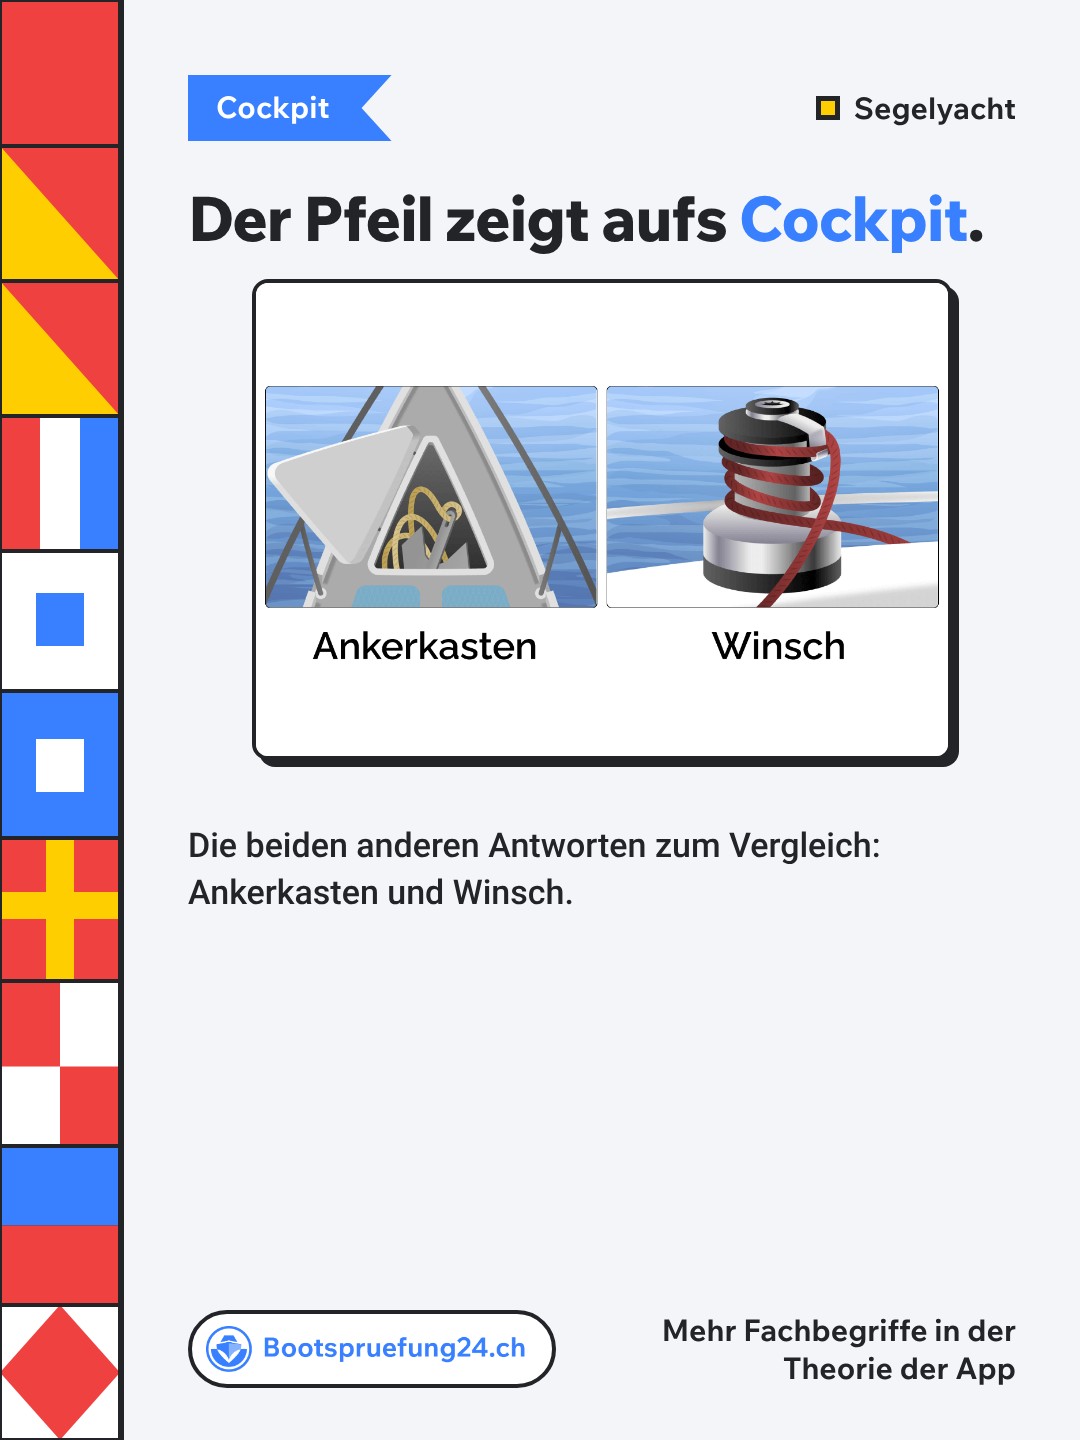 Cockpit
Segelyacht
Der Pfeil zeigt aufs Cockpit.
Ankerkasten
Winsch
Die beiden anderen Antworten zum Vergleich:
Ankerkasten und Winsch.
Bootspruefung24.ch
Mehr Fachbegriffe in der
Theorie der App